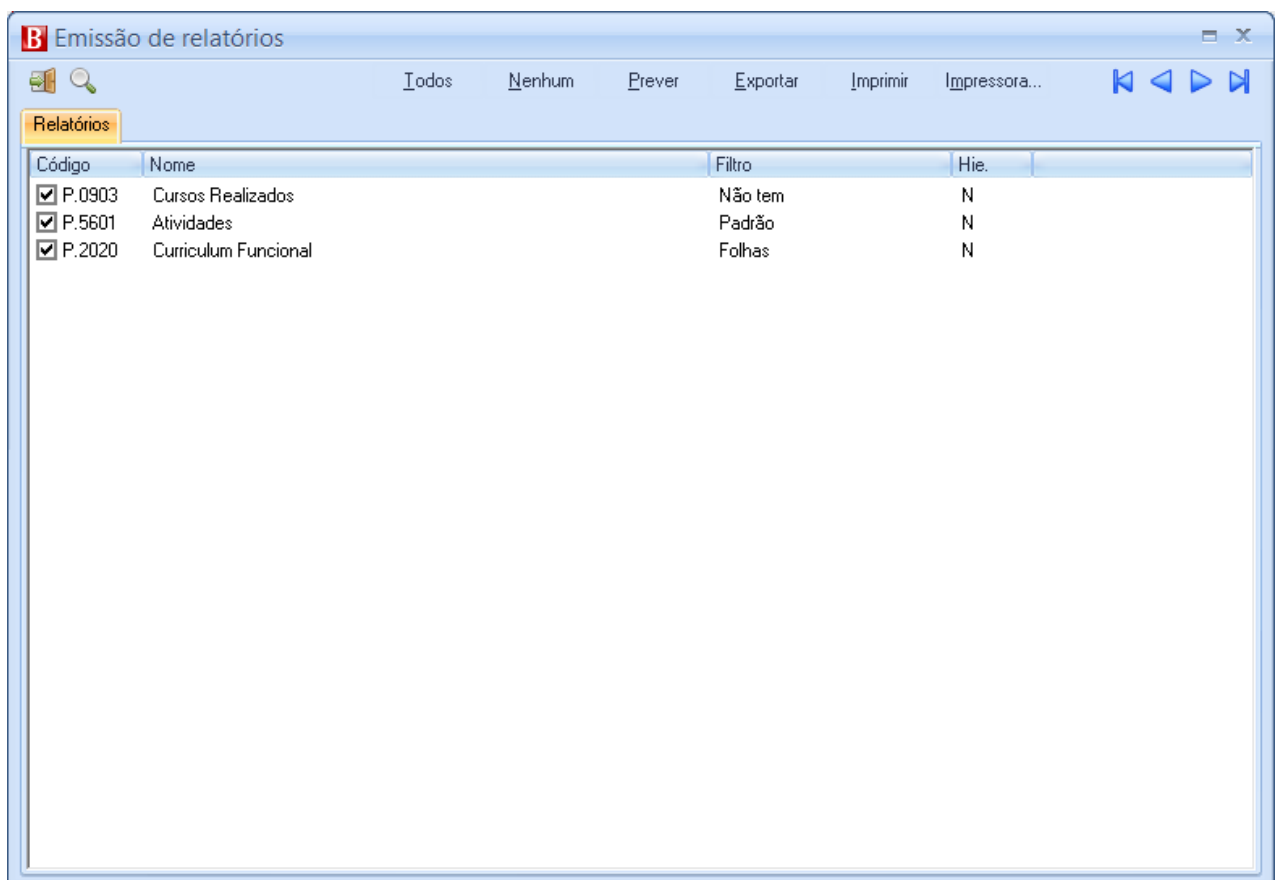 B Emissão de relatórios
Todos Nenhum Prever Exportar Imprimir Impressora...
Relatórios
Código Nome Filtro Hie.
P.0903 Cursos Realizados Não tem N
P.5601 Atividades Padrão N
P.2020 Curriculum Funcional Folhas N